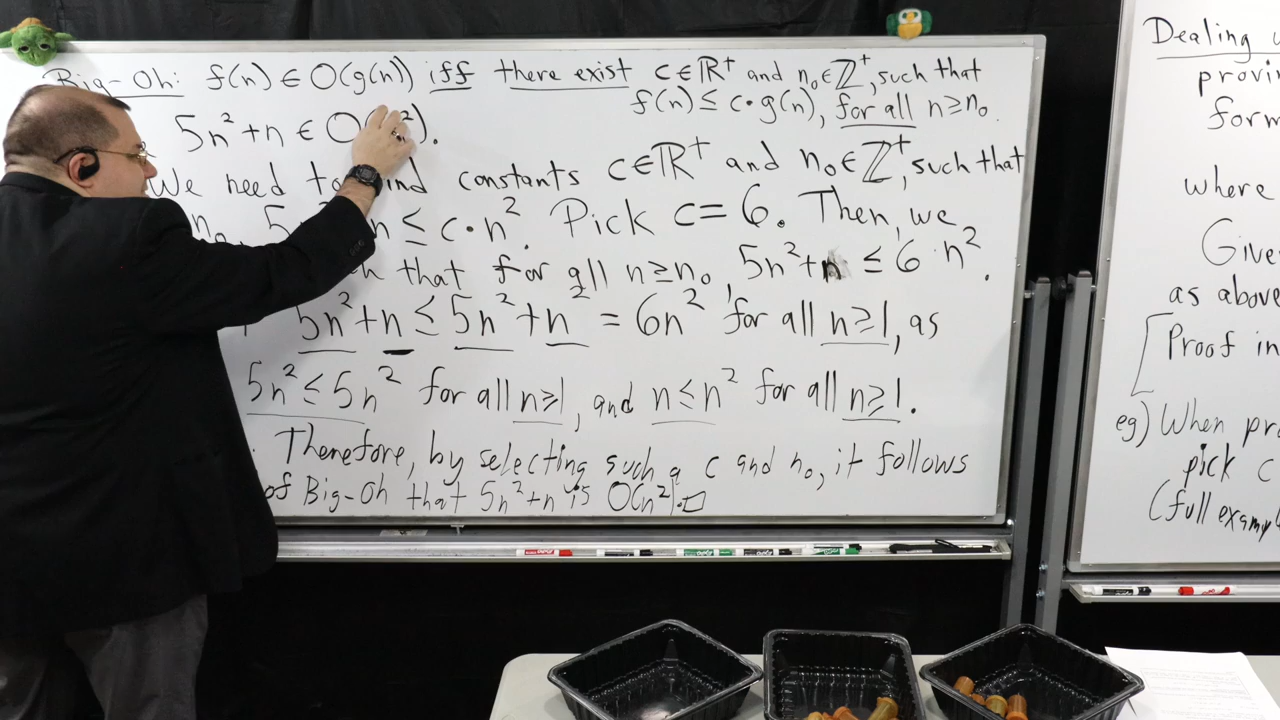 Big-Oh: f(n) ∈ O(g(n)) iff there exist c∈ℝ⁺ and n₀∈ℤ⁺, such that
f(n) ≤ c·g(n), for all n≥n₀.
5n²+n ∈ O(n²).
We need to find constants c∈ℝ⁺ and n₀∈ℤ⁺, such that
n₀, n ≤ c·n². Pick c=6. Then, we
that for all n≥n₀, 5n²+n ≤ 6·n².
5n²+n ≤ 5n²+n² = 6n² for all n≥1, as
5n² ≤ 5n² for all n≥1, and n≤n² for all n≥1.
Therefore, by selecting such a c and n₀, it follows
of Big-Oh that 5n²+n is O(n²). □
Dealing
provin
form
where
Give
as above
Proof in
eg) When pr
pick c
(full exampl